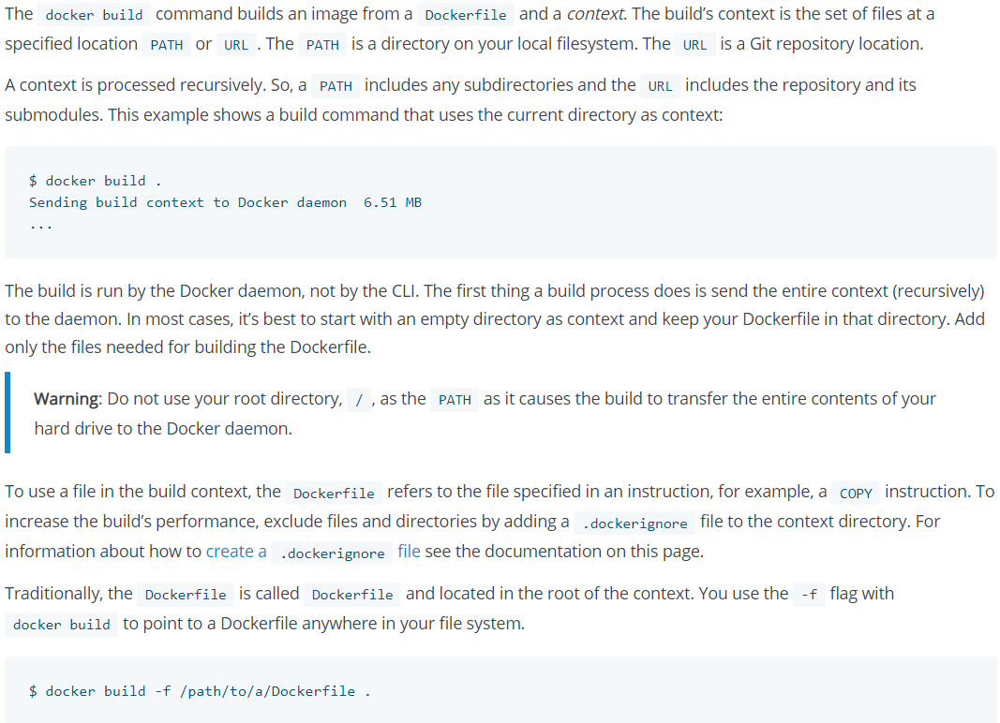 The docker build command builds an image from a Dockerfile and a context. The build’s context is the set of files at a
specified location PATH or URL . The PATH is a directory on your local filesystem. The URL is a Git repository location.
A context is processed recursively. So, a PATH includes any subdirectories and the URL includes the repository and its
submodules. This example shows a build command that uses the current directory as context:
$ docker build .
Sending build context to Docker daemon  6.51 MB
...
The build is run by the Docker daemon, not by the CLI. The first thing a build process does is send the entire context (recursively)
to the daemon. In most cases, it’s best to start with an empty directory as context and keep your Dockerfile in that directory. Add
only the files needed for building the Dockerfile.
Warning: Do not use your root directory, / , as the PATH as it causes the build to transfer the entire contents of your
hard drive to the Docker daemon.
To use a file in the build context, the Dockerfile refers to the file specified in an instruction, for example, a COPY instruction. To
increase the build’s performance, exclude files and directories by adding a .dockerignore file to the context directory. For
information about how to create a .dockerignore file see the documentation on this page.
Traditionally, the Dockerfile is called Dockerfile and located in the root of the context. You use the -f flag with
docker build to point to a Dockerfile anywhere in your file system.
$ docker build -f /path/to/a/Dockerfile .